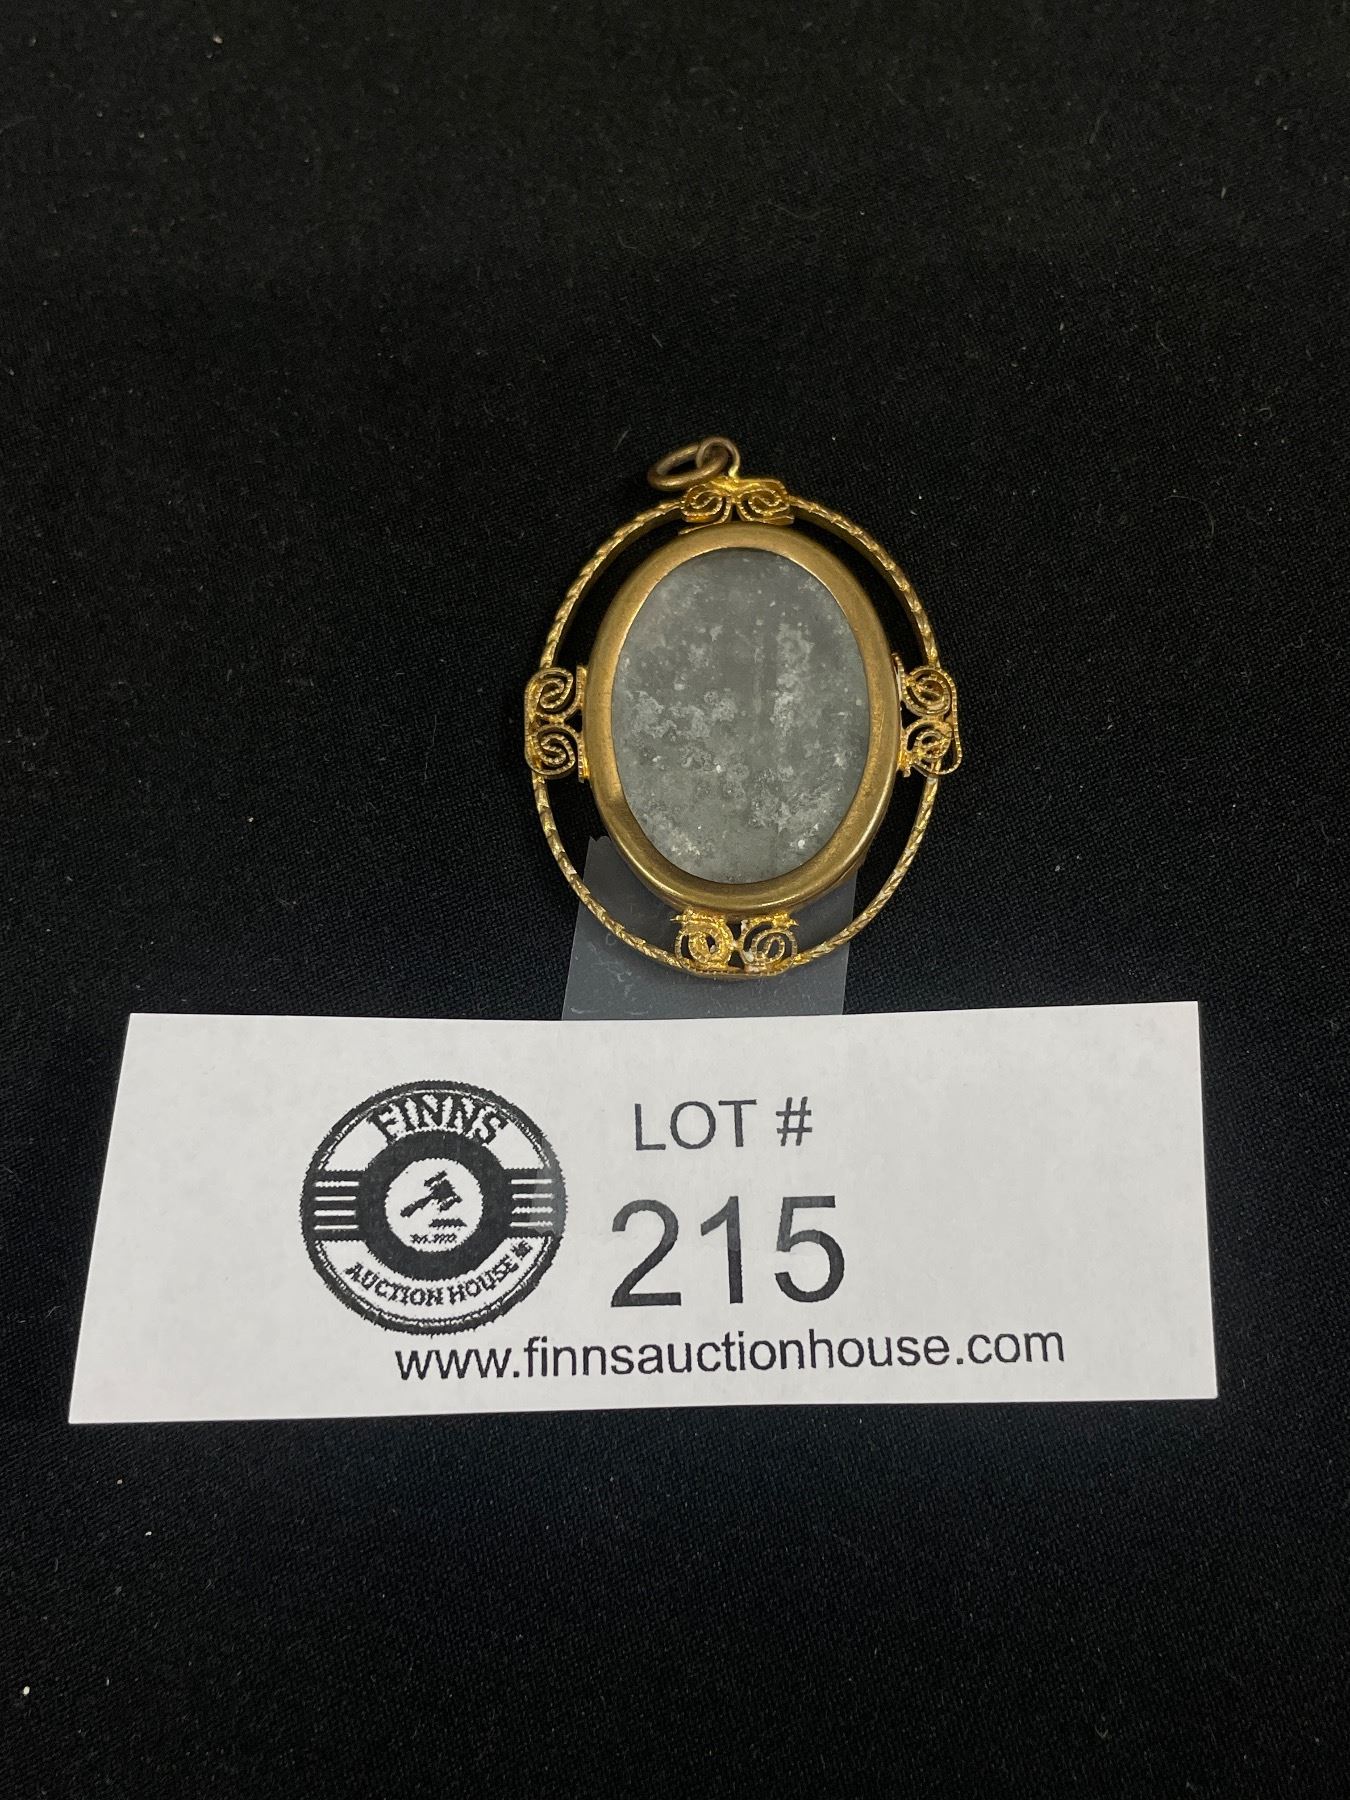 FINNS
AUCTION HOUSE
LOT #
215
www.finnsauctionhouse.com